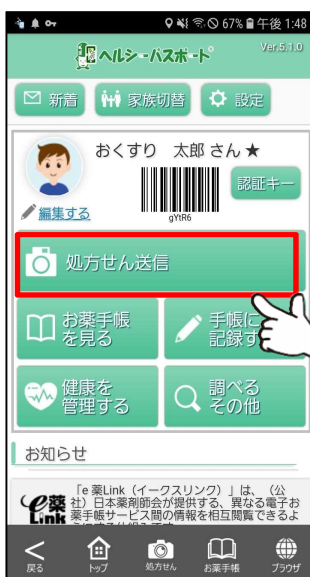 67% 午後 1:48
ヘルシーパスポート
Ver.5.1.0
新着
家族切替
設定
おくすり 太郎 さん ★
認証キー
編集する
gYtR6
処方せん送信
お薬手帳
を見る
手帳に
記録す
健康を
管理する
調べる
その他
お知らせ
「e 薬Link（イークスリンク）」は、（公
社）日本薬剤師会が提供する、異なる電子お
薬手帳サービス間の情報を相互閲覧できるよ
e薬
Link
戻る
トップ
処方せん
お薬手帳
ブラウザ